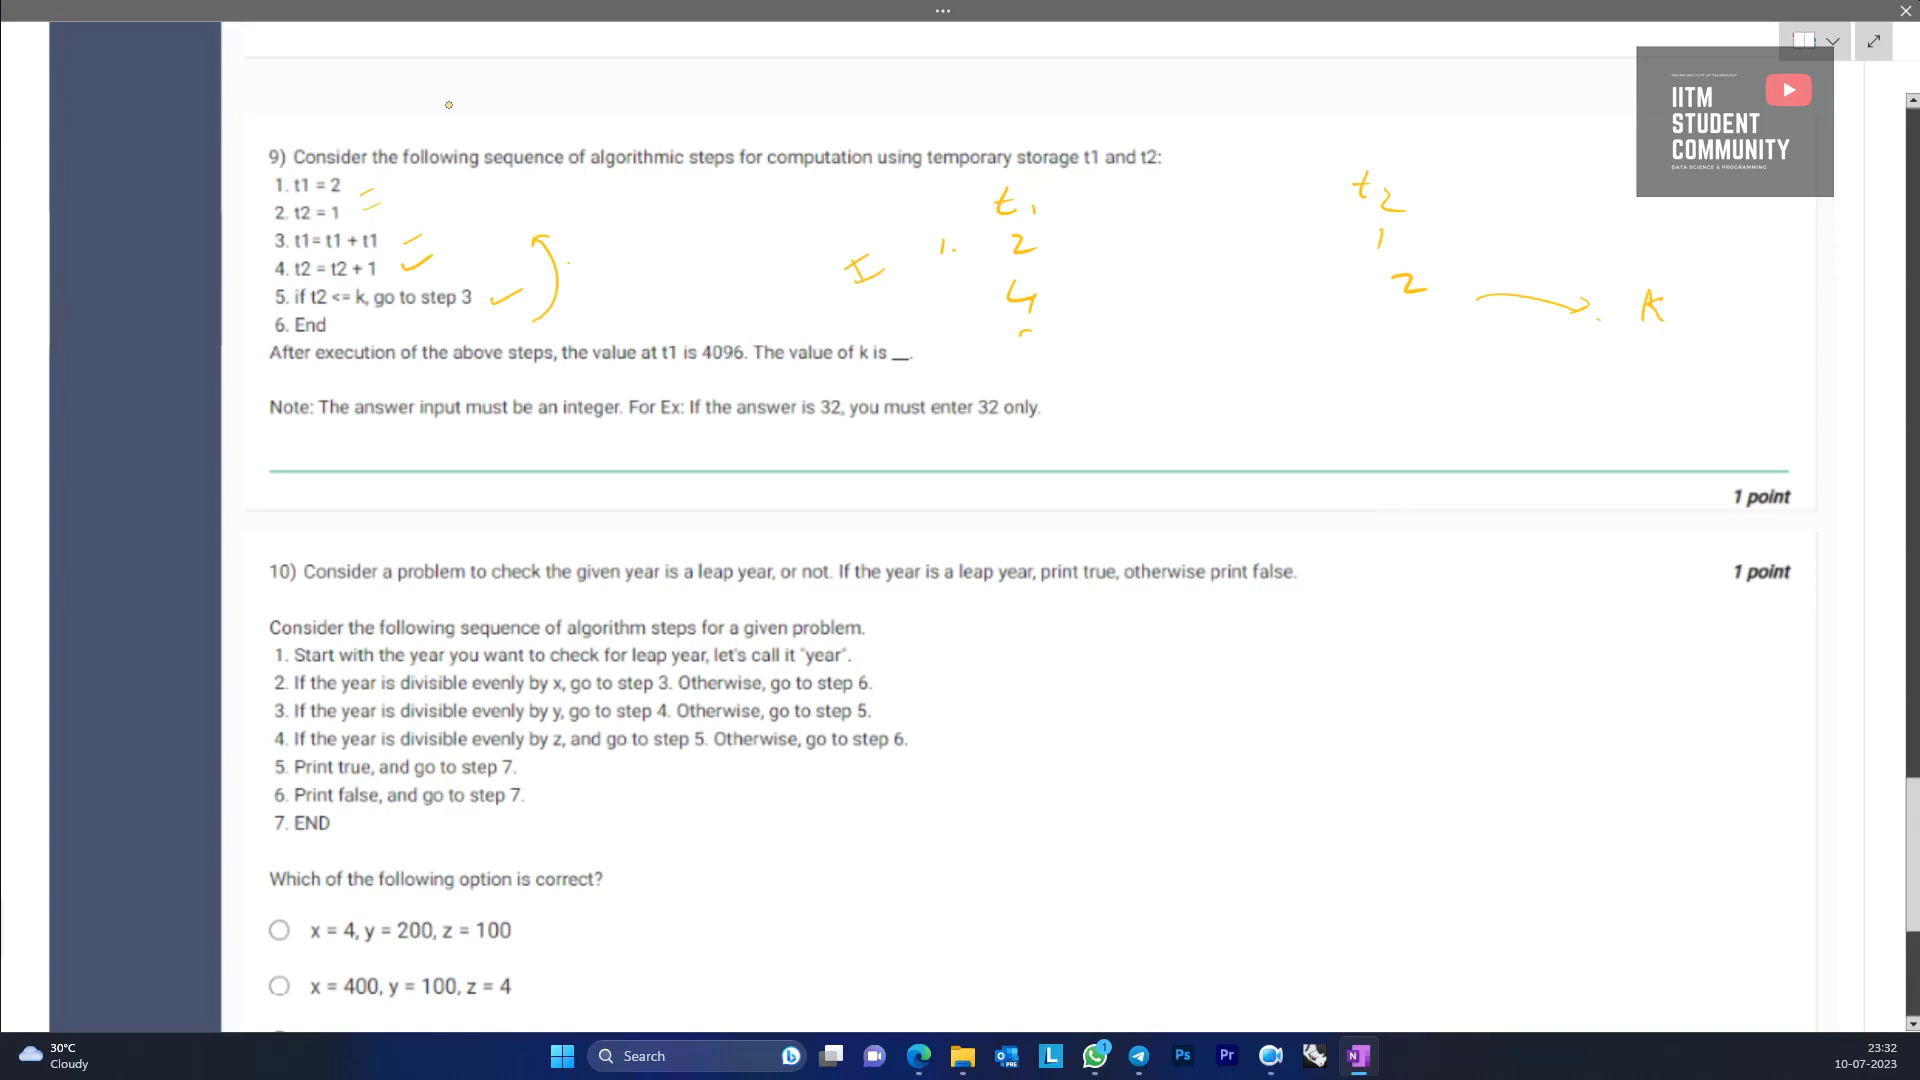 INDIAN INSTITUTE OF TECHNOLOGY
IITM
STUDENT
COMMUNITY
DATA SCIENCE & PROGRAMMING
9) Consider the following sequence of algorithmic steps for computation using temporary storage t1 and t2:
1. t1 = 2
2. t2 = 1
3. t1= t1 + t1
4. t2 = t2 + 1
5. if t2 <= k, go to step 3
6. End
t1
t2
1. 2
1
I
4
2
k
After execution of the above steps, the value at t1 is 4096. The value of k is __.
Note: The answer input must be an integer. For Ex: If the answer is 32, you must enter 32 only.
1 point
10) Consider a problem to check the given year is a leap year, or not. If the year is a leap year, print true, otherwise print false.
1 point
Consider the following sequence of algorithm steps for a given problem.
1. Start with the year you want to check for leap year, let's call it "year".
2. If the year is divisible evenly by x, go to step 3. Otherwise, go to step 6.
3. If the year is divisible evenly by y, go to step 4. Otherwise, go to step 5.
4. If the year is divisible evenly by z, and go to step 5. Otherwise, go to step 6.
5. Print true, and go to step 7.
6. Print false, and go to step 7.
7. END
Which of the following option is correct?
x = 4, y = 200, z = 100
x = 400, y = 100, z = 4
30°C
Cloudy
Search
PRE
L
1
Ps
Pr
N
23:32
10-07-2023